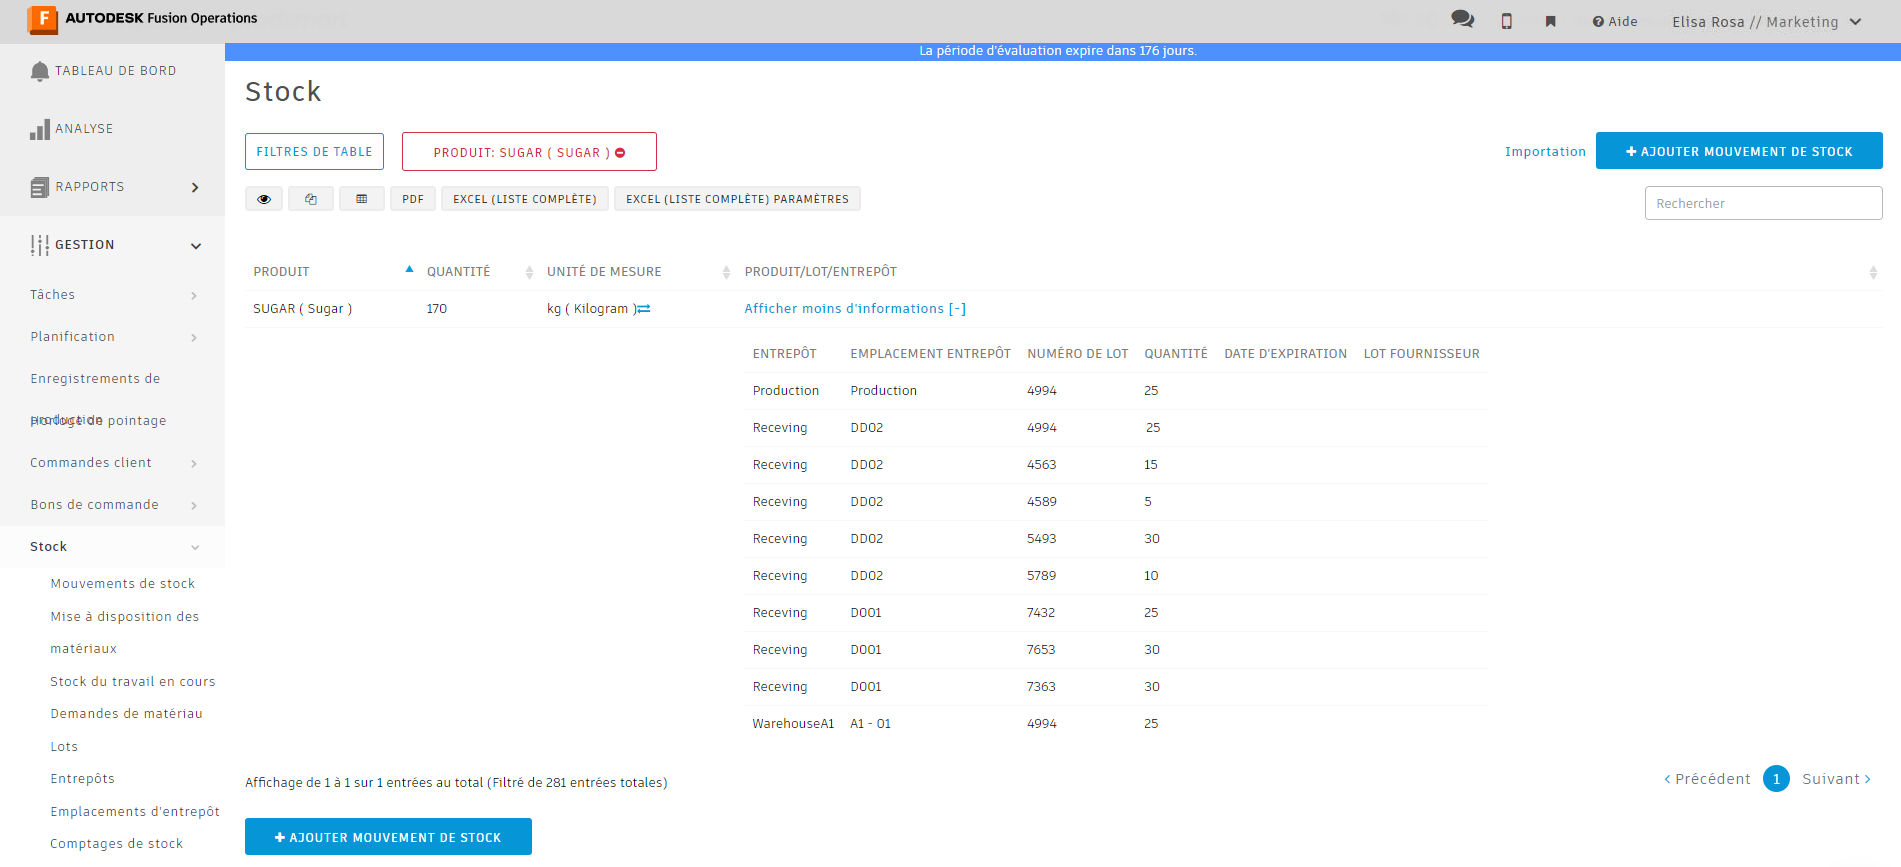 AUTODESK Fusion Operations
Aide
Elisa Rosa // Marketing
La période d'évaluation expire dans 176 jours.
TABLEAU DE BORD
ANALYSE
RAPPORTS
GESTION
Tâches
Planification
Enregistrements de
production
Horloge de pointage
Commandes client
Bons de commande
Stock
Mouvements de stock
Mise à disposition des
matériaux
Stock du travail en cours
Demandes de matériau
Lots
Entrepôts
Emplacements d'entrepôt
Comptages de stock
Stock
FILTRES DE TABLE
PRODUIT: SUGAR ( SUGAR )
Importation
AJOUTER MOUVEMENT DE STOCK
PDF
EXCEL (LISTE COMPLÈTE)
EXCEL (LISTE COMPLÈTE) PARAMÈTRES
Rechercher
PRODUIT QUANTITÉ UNITÉ DE MESURE PRODUIT/LOT/ENTREPÔT
SUGAR ( Sugar ) 170 kg ( Kilogram ) Afficher moins d'informations [-]
ENTREPÔT EMPLACEMENT ENTREPÔT NUMÉRO DE LOT QUANTITÉ DATE D'EXPIRATION LOT FOURNISSEUR
Production Production 4994 25
Receving DD02 4994 25
Receving DD02 4563 15
Receving DD02 4589 5
Receving DD02 5493 30
Receving DD02 5789 10
Receving D001 7432 25
Receving D001 7653 30
Receving D001 7363 30
WarehouseA1 A1 - 01 4994 25
Affichage de 1 à 1 sur 1 entrées au total (Filtré de 281 entrées totales)
< Précédent 1 Suivant >
AJOUTER MOUVEMENT DE STOCK